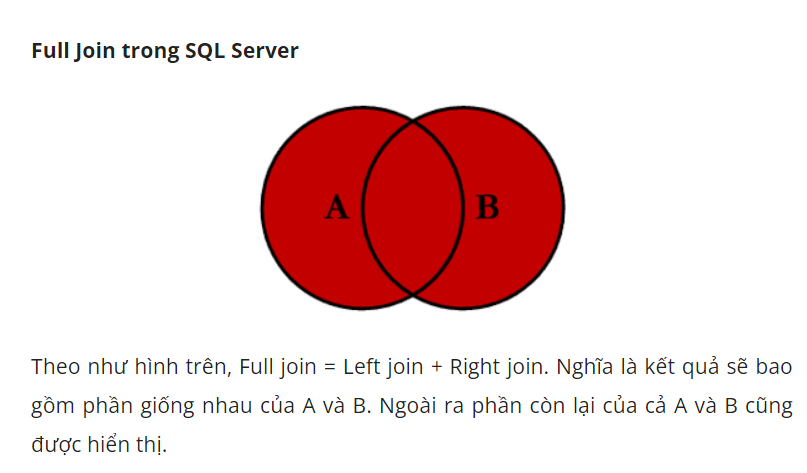 Full Join trong SQL Server
A B
Theo như hình trên, Full join = Left join + Right join. Nghĩa là kết quả sẽ bao
gồm phần giống nhau của A và B. Ngoài ra phần còn lại của cả A và B cũng
được hiển thị.